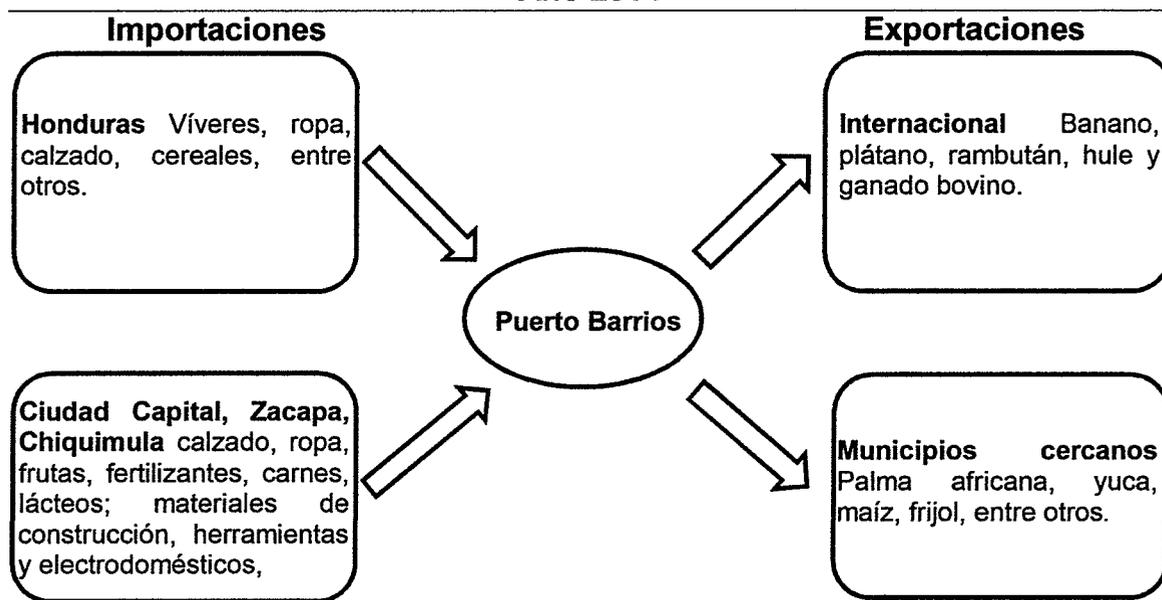 Importaciones
Exportaciones
Honduras Víveres, ropa,
calzado, cereales, entre
otros.
Internacional Banano,
plátano, rambután, hule y
ganado bovino.
Puerto Barrios
Ciudad Capital, Zacapa,
Chiquimula calzado, ropa,
frutas, fertilizantes, carnes,
lácteos; materiales de
construcción, herramientas
y electrodomésticos,
Municipios cercanos
Palma africana, yuca,
maíz, frijol, entre otros.